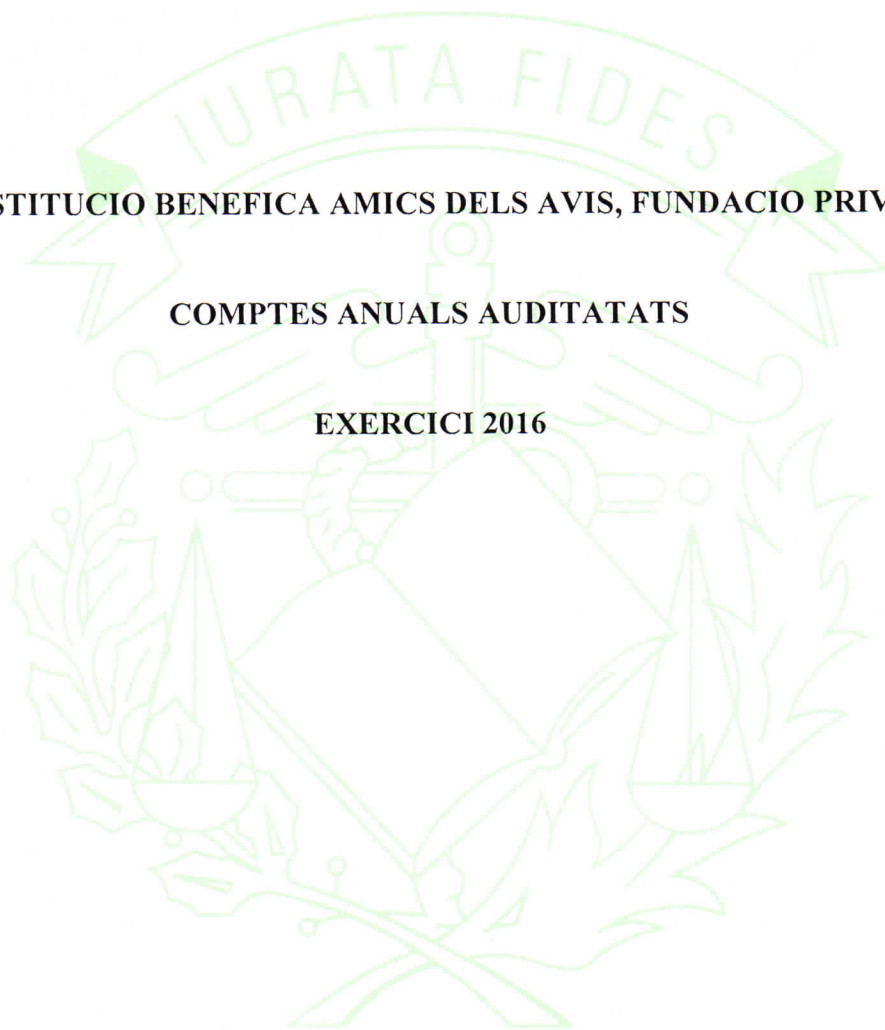 IURATA FIDES
STITUCIO BENEFICA AMICS DELS AVIS, FUNDACIO PRIV
COMPTES ANUALS AUDITATATS
EXERCICI 2016